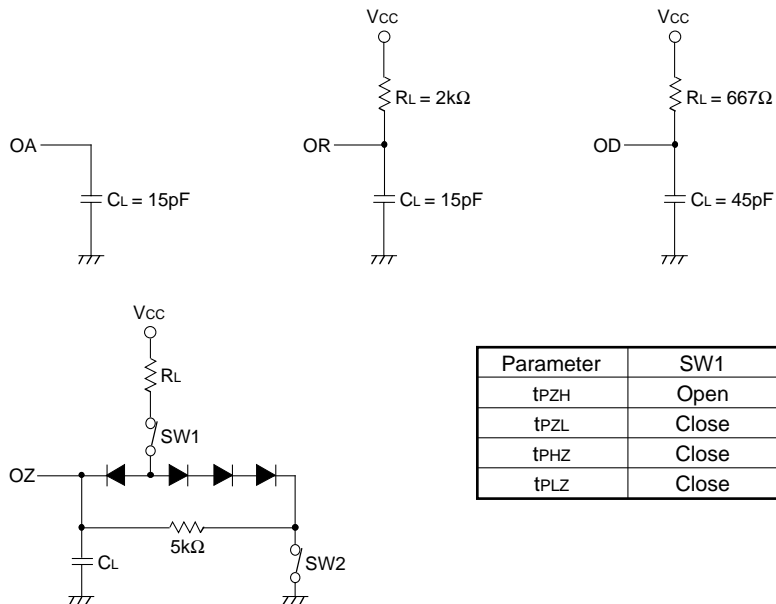 VCC
VCC
RL = 2kΩ
RL = 667Ω
OA
OR
OD
CL = 15pF
CL = 15pF
CL = 45pF
VCC
RL
SW1
OZ
5kΩ
CL
SW2
Parameter SW1
tPZH Open
tPZL Close
tPHZ Close
tPLZ Close